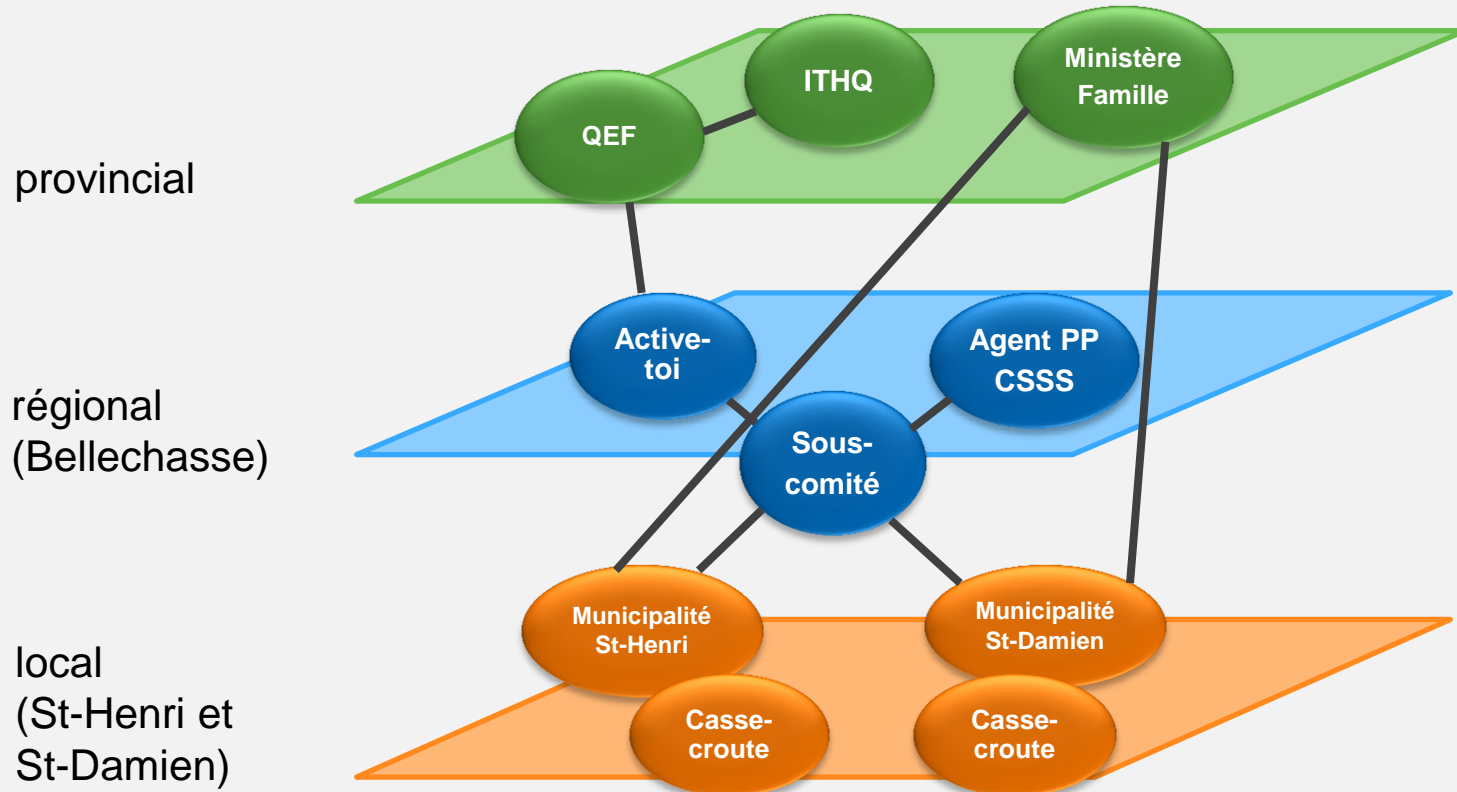 ITHQ
Ministère
Famille
QEF
provincial
Active-
toi
Agent PP
CSSS
régional
(Bellechasse)
Sous-
comité
Municipalité
St-Henri
Municipalité
St-Damien
local
(St-Henri et
St-Damien)
Casse-
croute
Casse-
croute